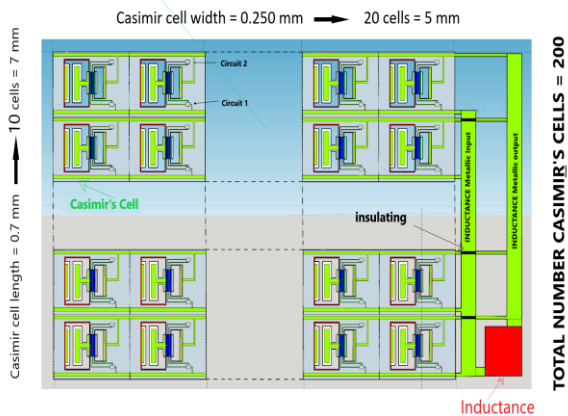 Casimir cell width = 0.250 mm → 20 cells = 5 mm
Casimir cell length = 0.7 mm → 10 cells = 7 mm
Circuit 2
Circuit 1
Casimir's Cell
insulating
INDUCTANCE Metallic Input
INDUCTANCE Metallic output
TOTAL NUMBER CASIMIR'S CELLS = 200
Inductance